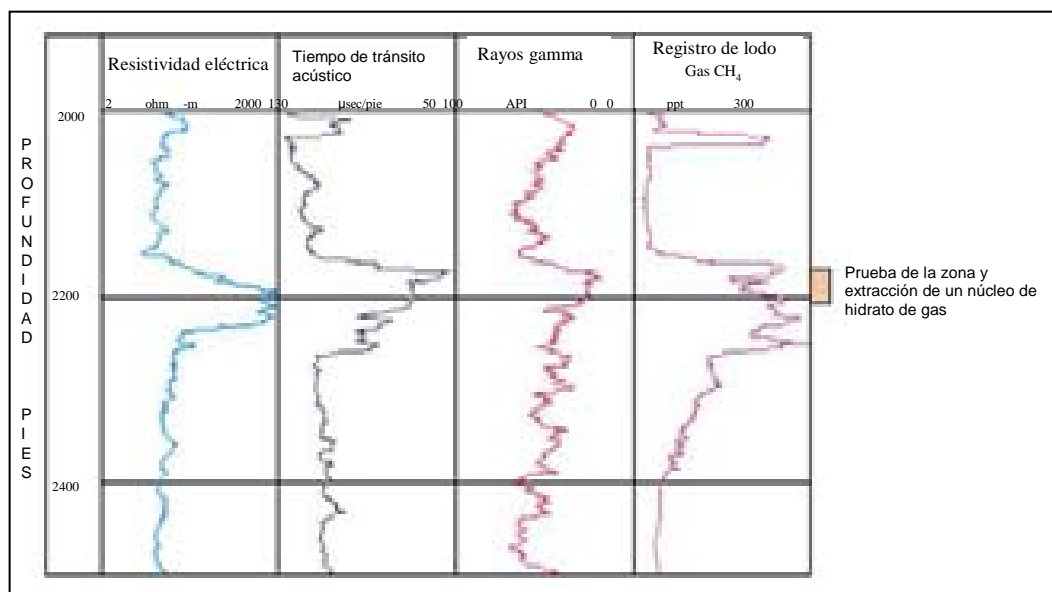 Resistividad eléctrica
Tiempo de tránsito
acústico
Rayos gamma
Registro de lodo
Gas CH4
2 ohm -m 2000
130 µsec/pie 50
100 API 0
0 ppt 300
2000
2200
2400
PROFUNDIDAD
PIES
Prueba de la zona y
extracción de un núcleo de
hidrato de gas